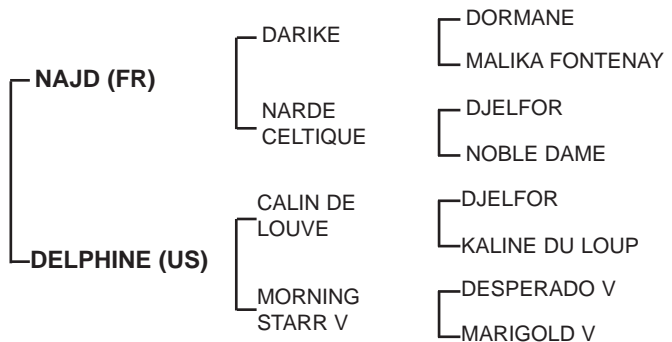 DORMANE
DARIKE
MALIKA FONTENAY
NAJD (FR)
NARDE
CELTIQUE
DJELFOR
NOBLE DAME
CALIN DE
LOUVE
DJELFOR
KALINE DU LOUP
DELPHINE (US)
MORNING
STARR V
DESPERADO V
MARIGOLD V